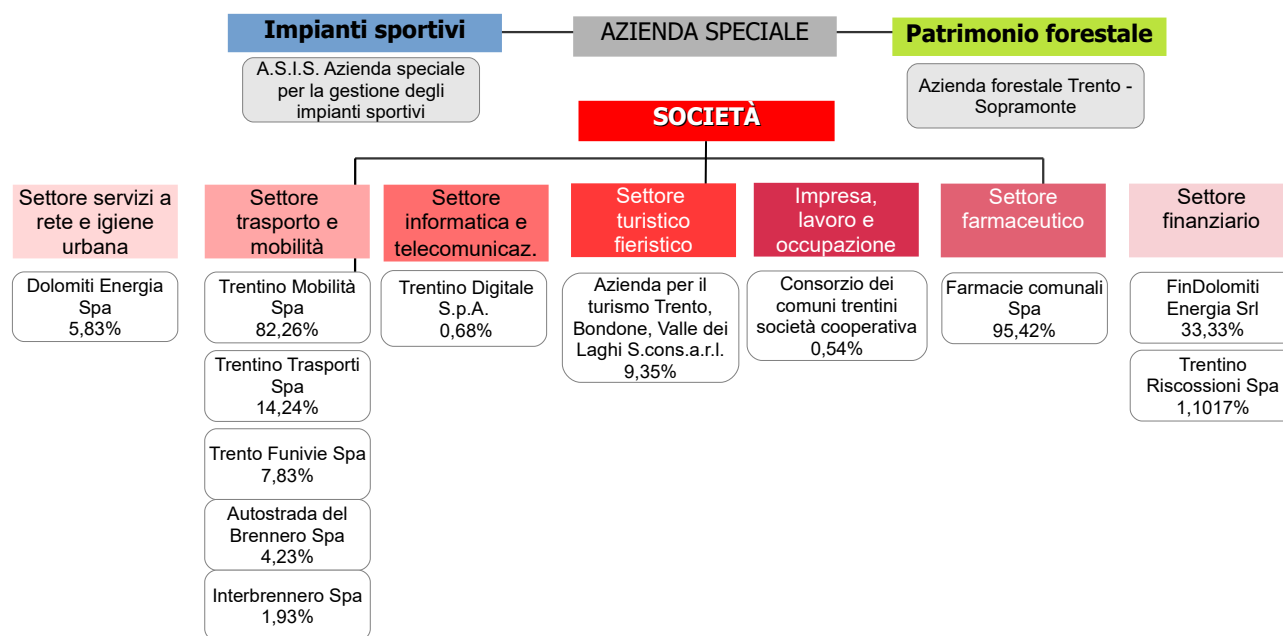 Impianti sportivi
AZIENDA SPECIALE
Patrimonio forestale
A.S.I.S. Azienda speciale
per la gestione degli
impianti sportivi
Azienda forestale Trento -
Sopramonte
SOCIETÀ
Settore servizi a
rete e igiene
urbana
Dolomiti Energia
Spa
5,83%
Settore
trasporto e
mobilità
Trentino Mobilità
Spa
82,26%
Trentino Trasporti
Spa
14,24%
Trento Funivie Spa
7,83%
Autostrada del
Brennero Spa
4,23%
Interbrennero Spa
1,93%
Settore
informatica e
telecomunicaz.
Trentino Digitale
S.p.A.
0,68%
Settore
turistico
fieristico
Azienda per il
turismo Trento,
Bondone, Valle dei
Laghi S.cons.a.r.l.
9,35%
Impresa,
lavoro e
occupazione
Consorzio dei
comuni trentini
società cooperativa
0,54%
Settore
farmaceutico
Farmacie comunali
Spa
95,42%
Settore
finanziario
FinDolomiti
Energia Srl
33,33%
Trentino
Riscossioni Spa
1,1017%